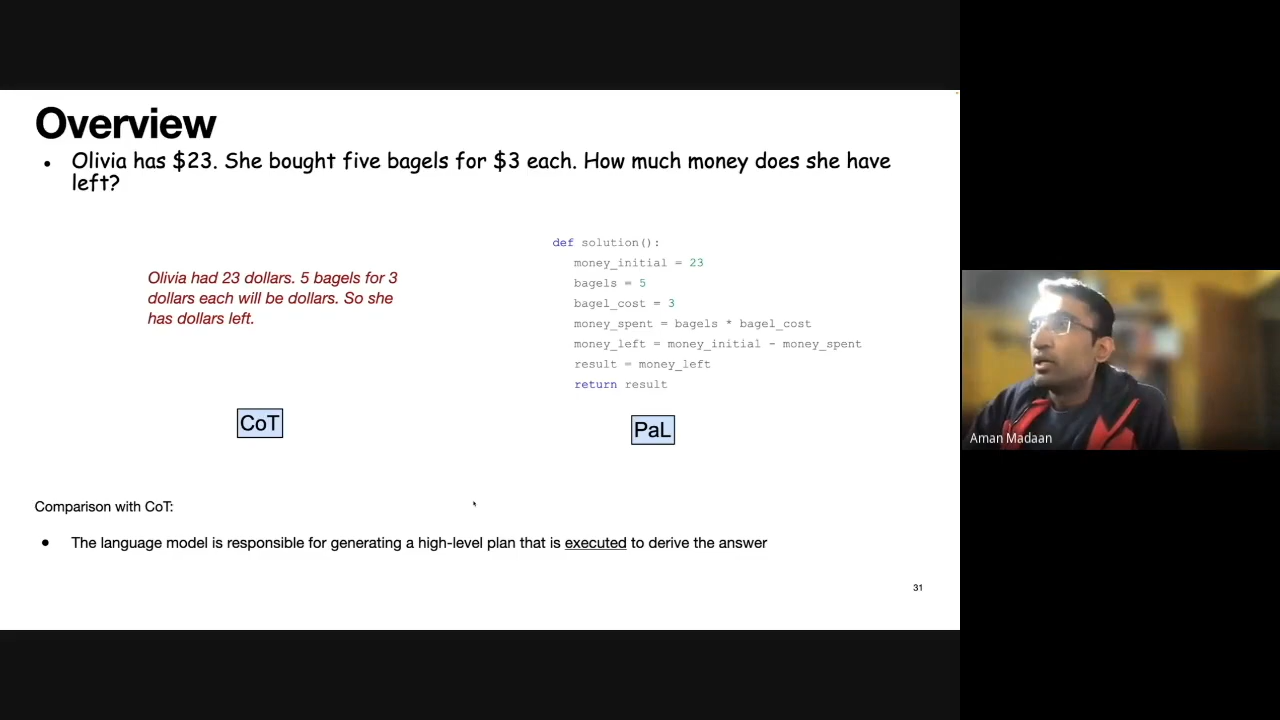 Overview
• Olivia has $23. She bought five bagels for $3 each. How much money does she have
left?
Olivia had 23 dollars. 5 bagels for 3
dollars each will be dollars. So she
has dollars left.
CoT
def solution():
money_initial = 23
bagels = 5
bagel_cost = 3
money_spent = bagels * bagel_cost
money_left = money_initial - money_spent
result = money_left
return result
PaL
Comparison with CoT:
• The language model is responsible for generating a high-level plan that is executed to derive the answer
31
Aman Madaan